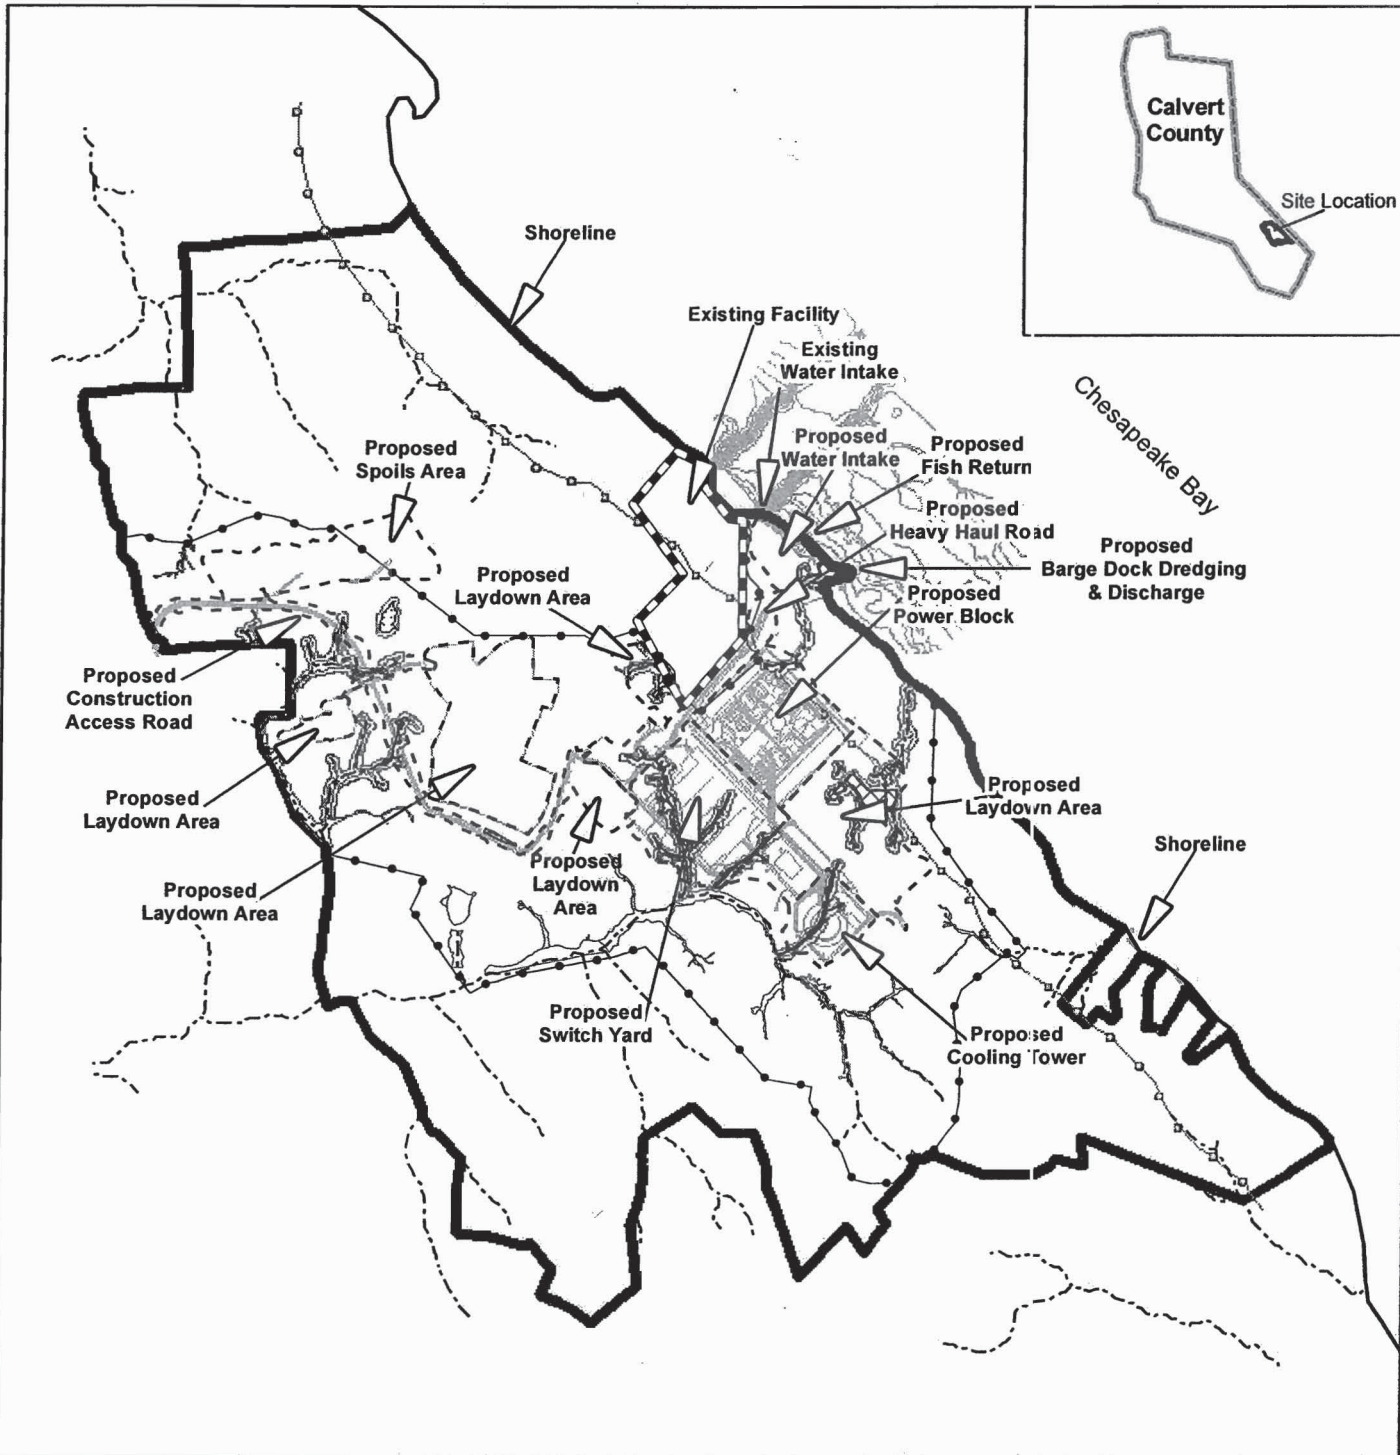 Calvert
County
Site Location
Shoreline
Existing Facility
Existing
Water Intake
Chesapeake Bay
Proposed
Water Intake
Proposed
Fish Return
Proposed
Spoils Area
Proposed
Heavy Haul Road
Proposed
Barge Dock Dredging
& Discharge
Proposed
Laydown Area
Proposed
Power Block
Proposed
Construction
Access Road
Proposed
Laydown Area
Proposed
Laydown Area
Shoreline
Proposed
Laydown
Area
Proposed
Laydown Area
Proposed
Switch Yard
Proposed
Cooling Tower